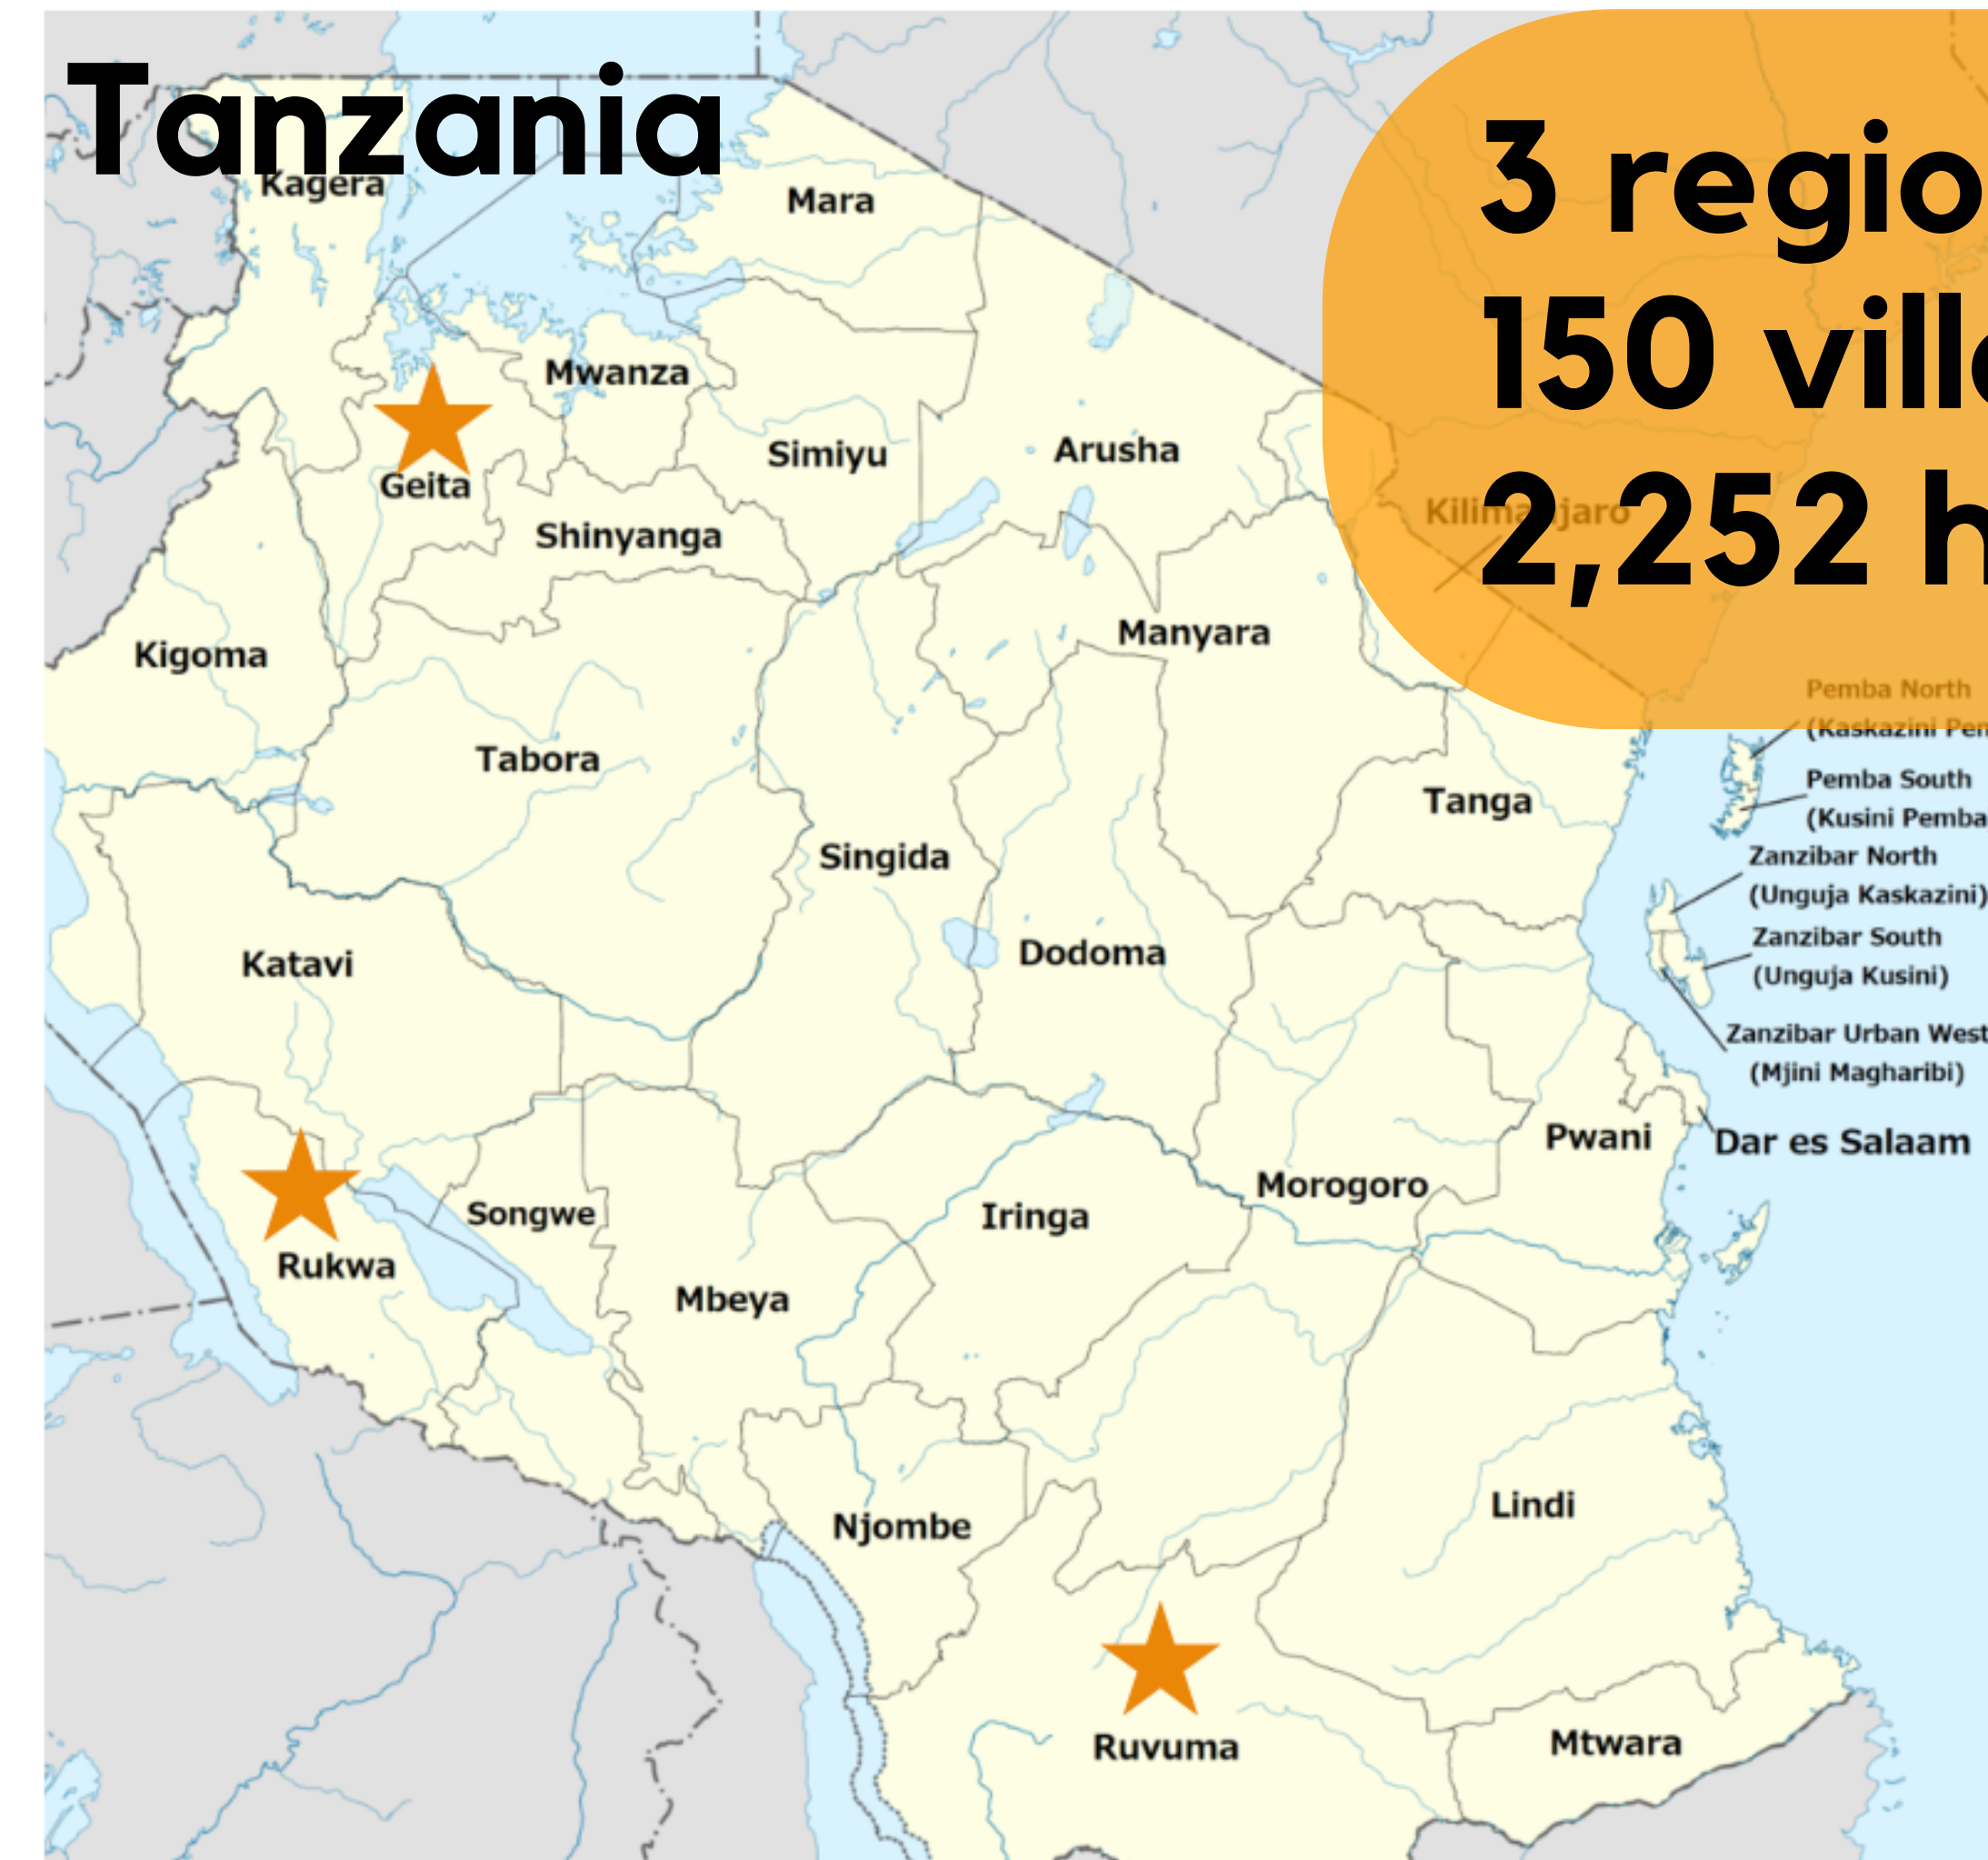 Tanzania
3 regio
150 villa
2,252 h
Kagera
Mara
Mwanza
Geita
Simiyu
Arusha
Kilimanjaro
Shinyanga
Kigoma
Manyara
Pemba North
(Kaskazini Pem
Pemba South
(Kusini Pemba
Tabora
Tanga
Singida
Zanzibar North
(Unguja Kaskazini)
Katavi
Dodoma
Zanzibar South
(Unguja Kusini)
Zanzibar Urban West
(Mjini Magharibi)
Pwani
Dar es Salaam
Morogoro
Songwe
Iringa
Rukwa
Mbeya
Lindi
Njombe
Ruvuma
Mtwara